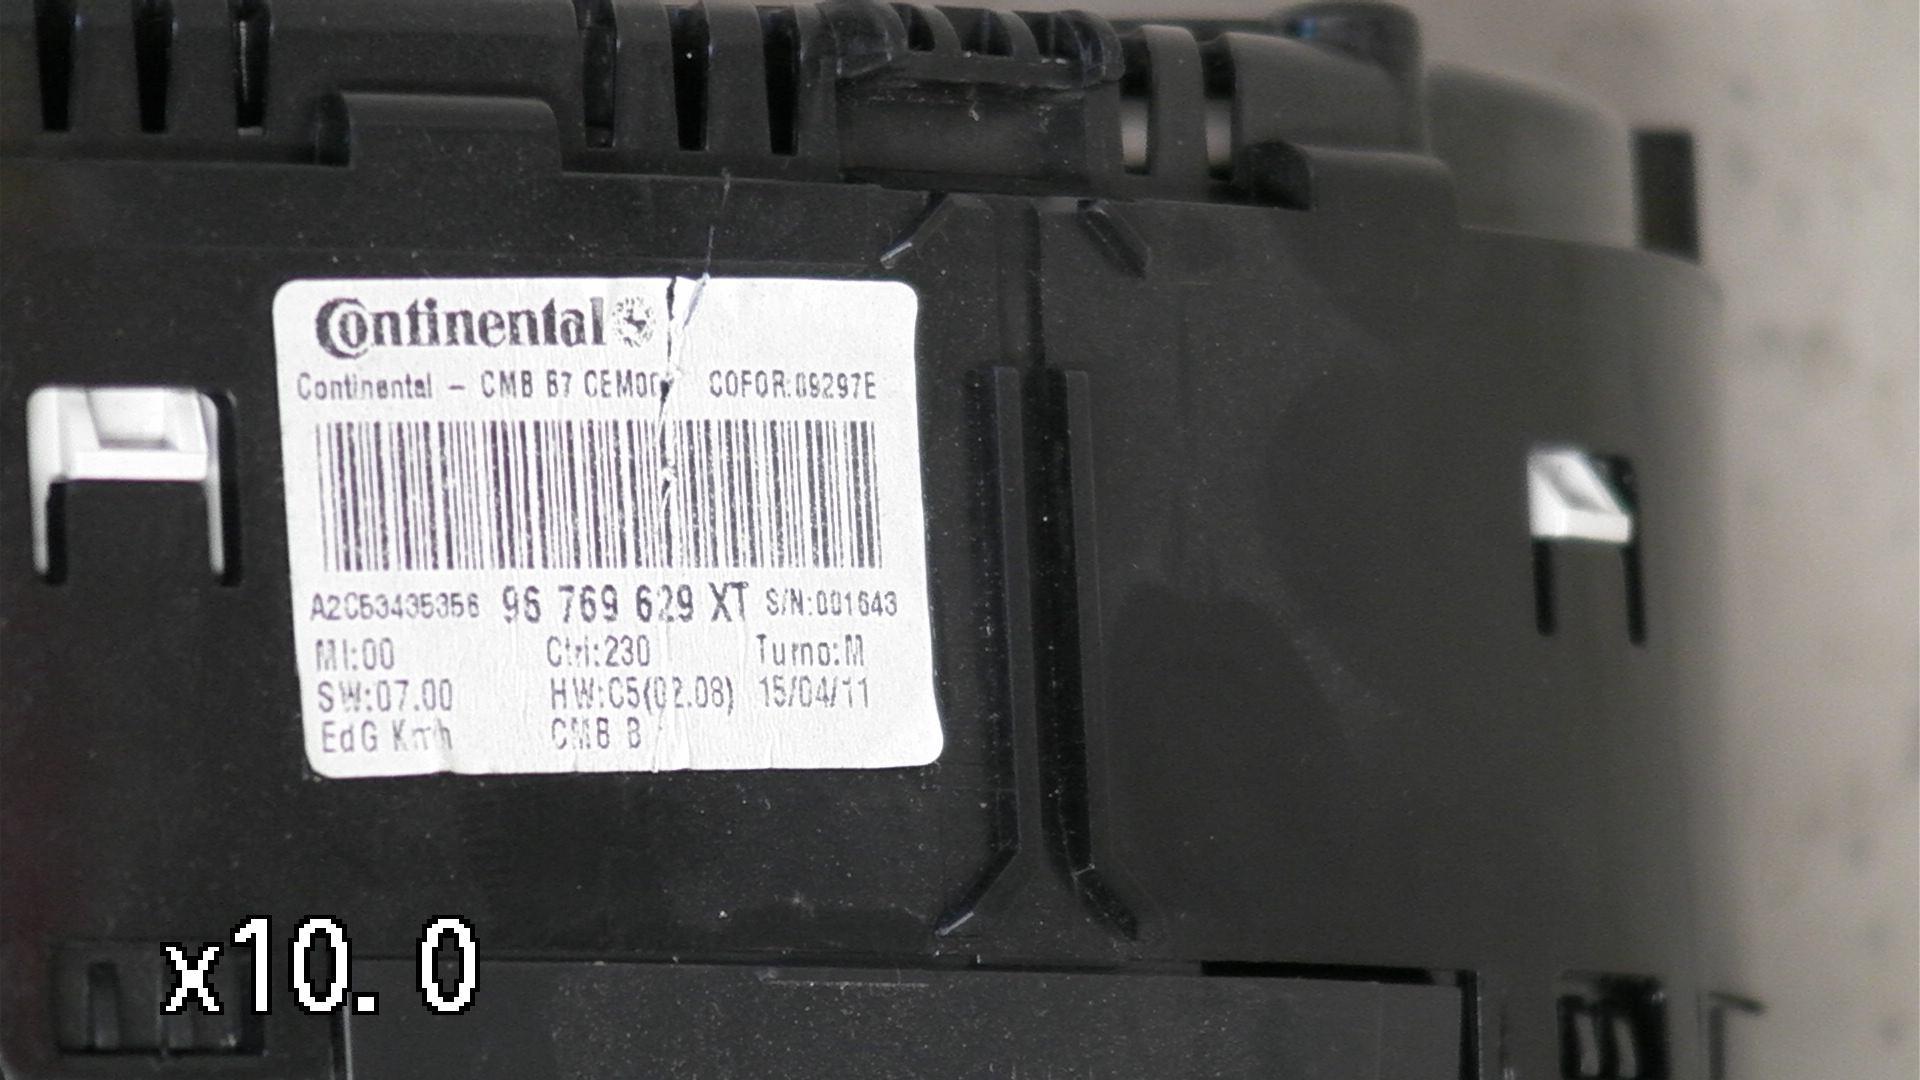 Continental
Continental - CMB B7 COFOR:09297E
A2C53435356 96 769 629 XT S/N:001643
MI:00 Ctrl:230 Turno:M
SW:07.00 HW:C5(02.08) 15/04/11
EdG Km/h CMB B
x10.0